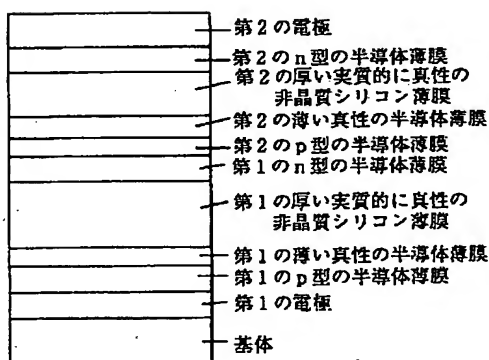 第2の電極
第2のn型の半導体薄膜
第2の厚い実質的に真性の
非晶質シリコン薄膜
第2の薄い真性の半導体薄膜
第2のp型の半導体薄膜
第1のn型の半導体薄膜
第1の厚い実質的に真性の
非晶質シリコン薄膜
第1の薄い真性の半導体薄膜
第1のp型の半導体薄膜
第1の電極
基体